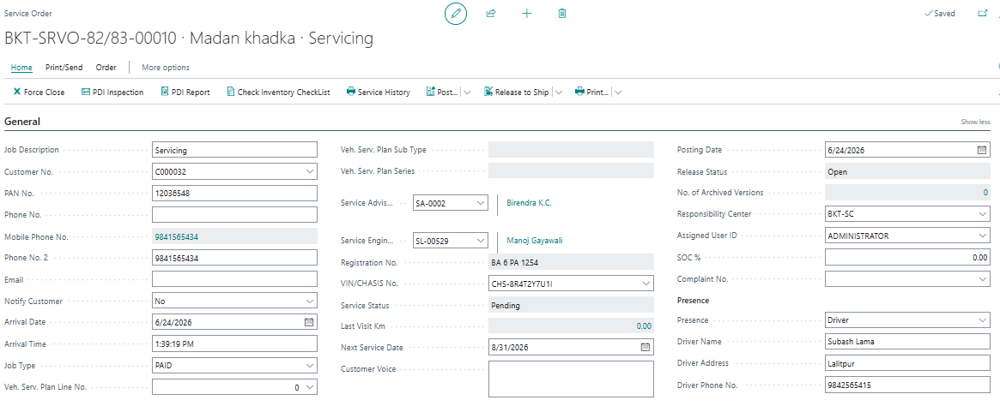 Service Order
Saved
BKT-SRVO-82/83-00010 · Madan khadka · Servicing
Home Print/Send Order More options
Force Close PDI Inspection PDI Report Check Inventory CheckList Service History Post... Release to Ship Print...
General
Show less
Job Description Servicing
Customer No. C000032
PAN No. 12036548
Phone No.
Mobile Phone No. 9841565434
Phone No. 2 9841565434
Email
Notify Customer No
Arrival Date 6/24/2026
Arrival Time 1:39:19 PM
Job Type PAID
Veh. Serv. Plan Line No. 0
Veh. Serv. Plan Sub Type
Veh. Serv. Plan Series
Service Advis... SA-0002 Birendra K.C.
Service Engin... SL-00529 Manoj Gayawali
Registration No. BA 6 PA 1254
VIN/CHASIS No. CHS-8R4T2Y7U1I
Service Status Pending
Last Visit Km 0.00
Next Service Date 8/31/2026
Customer Voice
Posting Date 6/24/2026
Release Status Open
No. of Archived Versions 0
Responsibility Center BKT-SC
Assigned User ID ADMINISTRATOR
SOC % 0.00
Complaint No.
Presence
Presence Driver
Driver Name Subash Lama
Driver Address Lalitpur
Driver Phone No. 9842565415